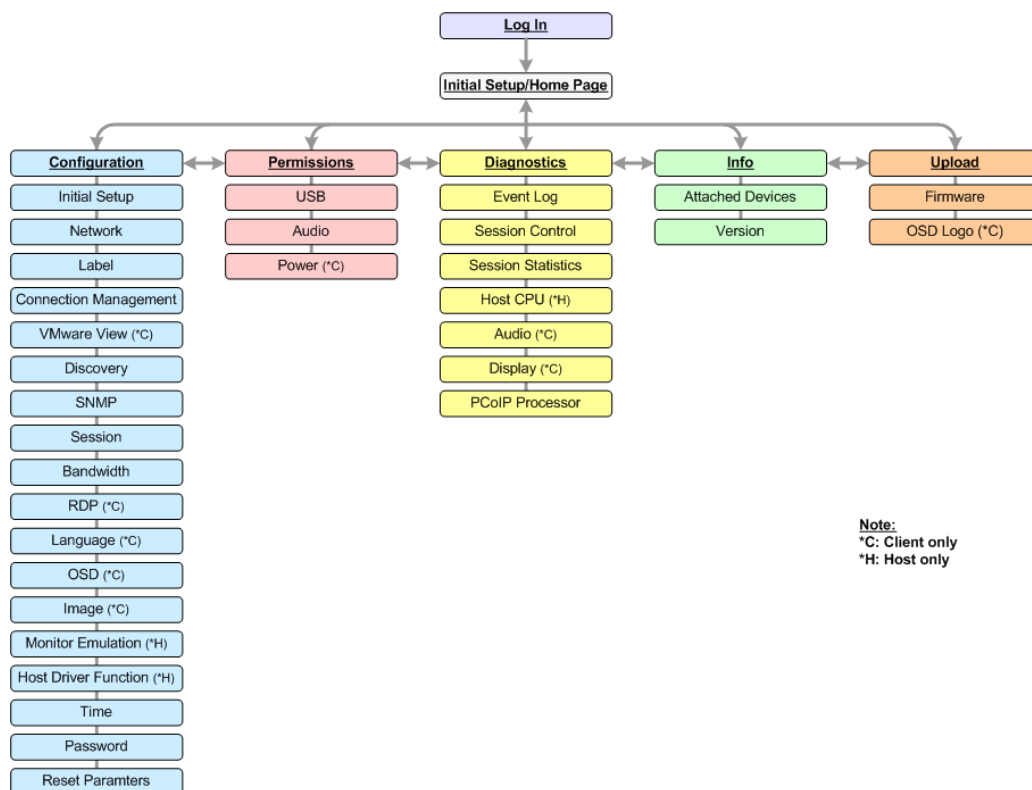 Log In
Initial Setup/Home Page
Configuration
Initial Setup
Network
Label
Connection Management
VMware View (*C)
Discovery
SNMP
Session
Bandwidth
RDP (*C)
Language (*C)
OSD (*C)
Image (*C)
Monitor Emulation (*H)
Host Driver Function (*H)
Time
Password
Reset Paramters
Permissions
USB
Audio
Power (*C)
Diagnostics
Event Log
Session Control
Session Statistics
Host CPU (*H)
Audio (*C)
Display (*C)
PCoIP Processor
Info
Attached Devices
Version
Upload
Firmware
OSD Logo (*C)
Note:
*C: Client only
*H: Host only